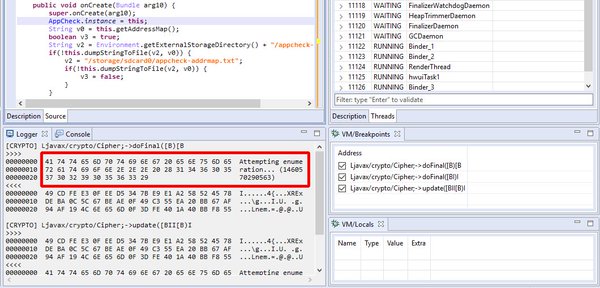 public void onCreate(Bundle arg10) {
super.onCreate(arg10);
AppCheck.instance = this;
String v0 = this.getAddressMap();
boolean v3 = true;
String v2 = Environment.getExternalStorageDirectory() + "/appcheck-
if(!this.dumpStringToFile(v2, v0)) {
v2 = "/storage/sdcard0/appcheck-addrmap.txt";
if(!this.dumpStringToFile(v2, v0)) {
v3 = false;
}
}
Description Source
11118 WAITING FinalizerWatchdogDaemon
11119 WAITING FinalizerDaemon
11120 WAITING HeapTrimmerDaemon
11121 WAITING GCDaemon
11122 RUNNING Binder_1
11123 RUNNING Binder_2
11124 RUNNING RenderThread
11125 RUNNING hwuiTask1
11126 RUNNING Binder_3
Filter: type "Enter" to validate
Description Threads
Logger Console
[CRYPTO] Ljavax/crypto/Cipher;->doFinal([B)[B
>>>>
00000000 41 74 74 65 6D 70 74 69 6E 67 20 65 6E 75 6D 65 Attempting enume
00000010 72 61 74 69 6F 6E 2E 2E 2E 20 28 31 34 36 30 35 ration... (14605
00000020 37 30 32 39 30 35 36 33 29 70290563)
<<<<
00000000 49 CD FE E3 F0 EE D5 34 7B E9 E1 A2 58 52 45 78 I......4{...XREx
00000010 DE BA 0C 5C 67 BE AE 0F 49 C3 55 EA 20 BB 67 AF ...\g...I.U. .g.
00000020 94 AF 19 4C 6E 65 0F 3D FE 40 1A 40 BB F8 55 ...Lnem.=.@.@..U
[CRYPTO] Ljavax/crypto/Cipher;->update([BII[B)I
<<<<
00000000 49 CD FE E3 F0 EE D5 34 7B E9 E1 A2 58 52 45 78 I......4{...XREx
00000010 DE BA 0C 5C 67 BE AE 0F 49 C3 55 EA 20 BB 67 AF ...\g...I.U. .g.
00000020 94 AF 19 4C 6E 65 0F 3D FE 40 1A 40 BB F8 55 ...Lnem.=.@.@..U
>>>>
00000000 41 74 74 65 6D 70 74 69 6E 67 20 65 6E 75 6D 65 Attempting enume
VM/Breakpoints
Address
Ljavax/crypto/Cipher;->doFinal([B)[B
Ljavax/crypto/Cipher;->doFinal([B)I
Ljavax/crypto/Cipher;->update([BII[B)I
VM/Locals
Name Type Value Extra